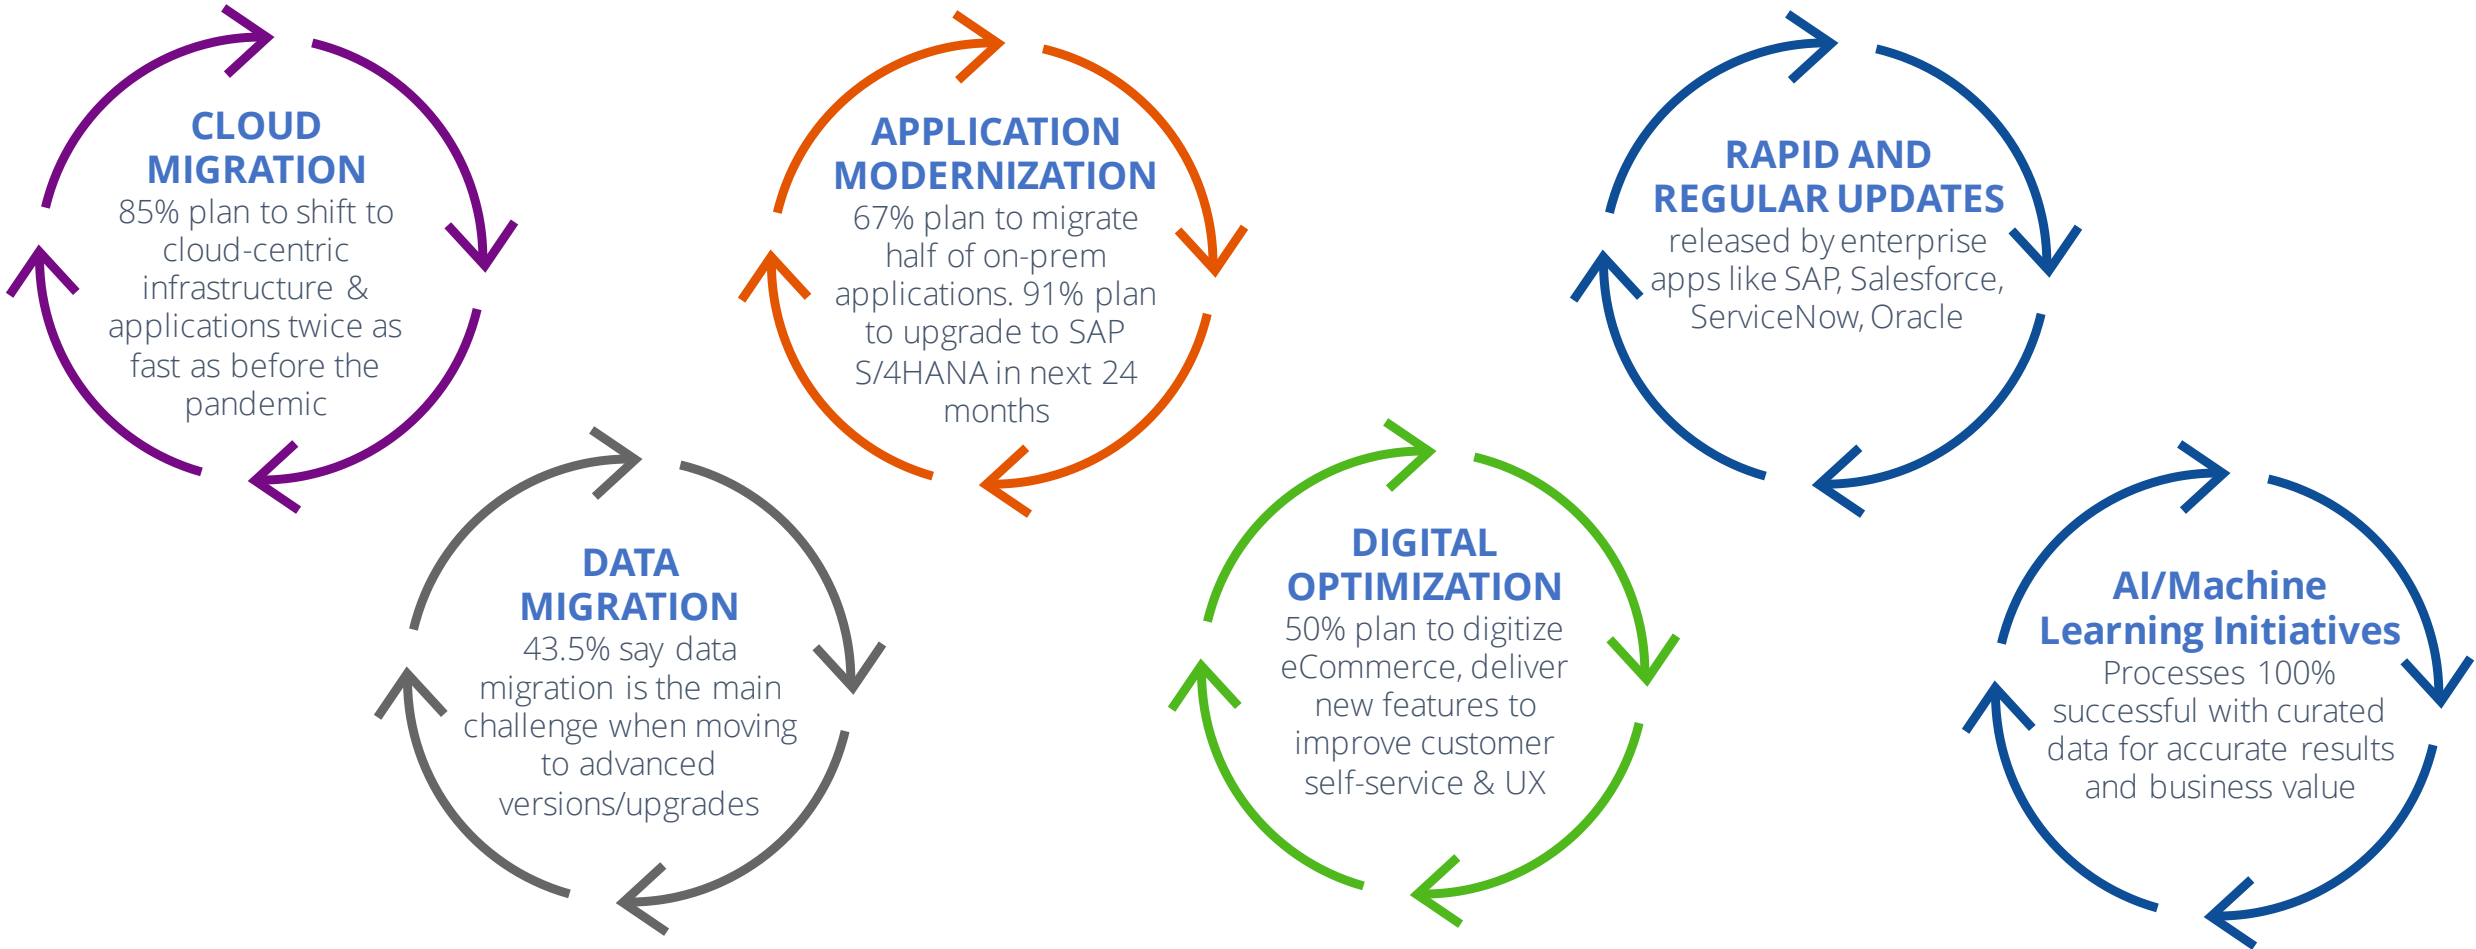 CLOUD
MIGRATION
85% plan to shift to
cloud-centric
infrastructure &
applications twice as
fast as before the
pandemic
DATA
MIGRATION
43.5% say data
migration is the main
challenge when moving
to advanced
versions/upgrades
APPLICATION
MODERNIZATION
67% plan to migrate
half of on-prem
applications. 91% plan
to upgrade to SAP
S/4HANA in next 24
months
DIGITAL
OPTIMIZATION
50% plan to digitize
eCommerce, deliver
new features to
improve customer
self-service & UX
RAPID AND
REGULAR UPDATES
released by enterprise
apps like SAP, Salesforce,
ServiceNow, Oracle
AI/Machine
Learning Initiatives
Processes 100%
successful with curated
data for accurate results
and business value